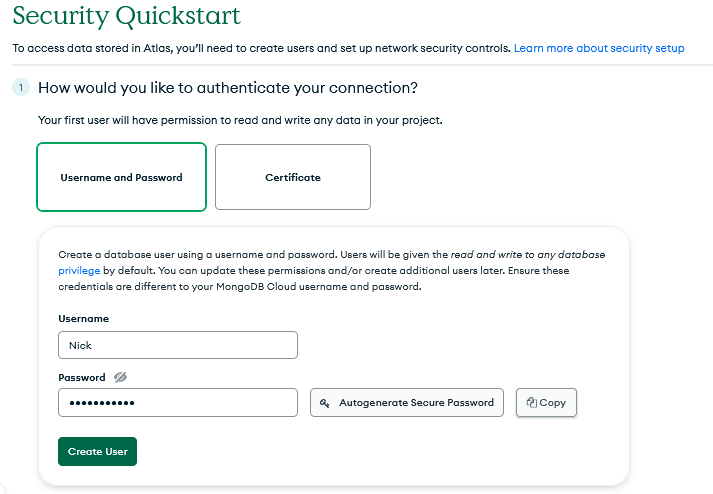 Security Quickstart
To access data stored in Atlas, you'll need to create users and set up network security controls. Learn more about security setup
1 How would you like to authenticate your connection?
Your first user will have permission to read and write any data in your project.
Username and Password Certificate
Create a database user using a username and password. Users will be given the read and write to any database
privilege by default. You can update these permissions and/or create additional users later. Ensure these
credentials are different to your MongoDB Cloud username and password.
Username
Nick
Password
••••••••••• Autogenerate Secure Password Copy
Create User